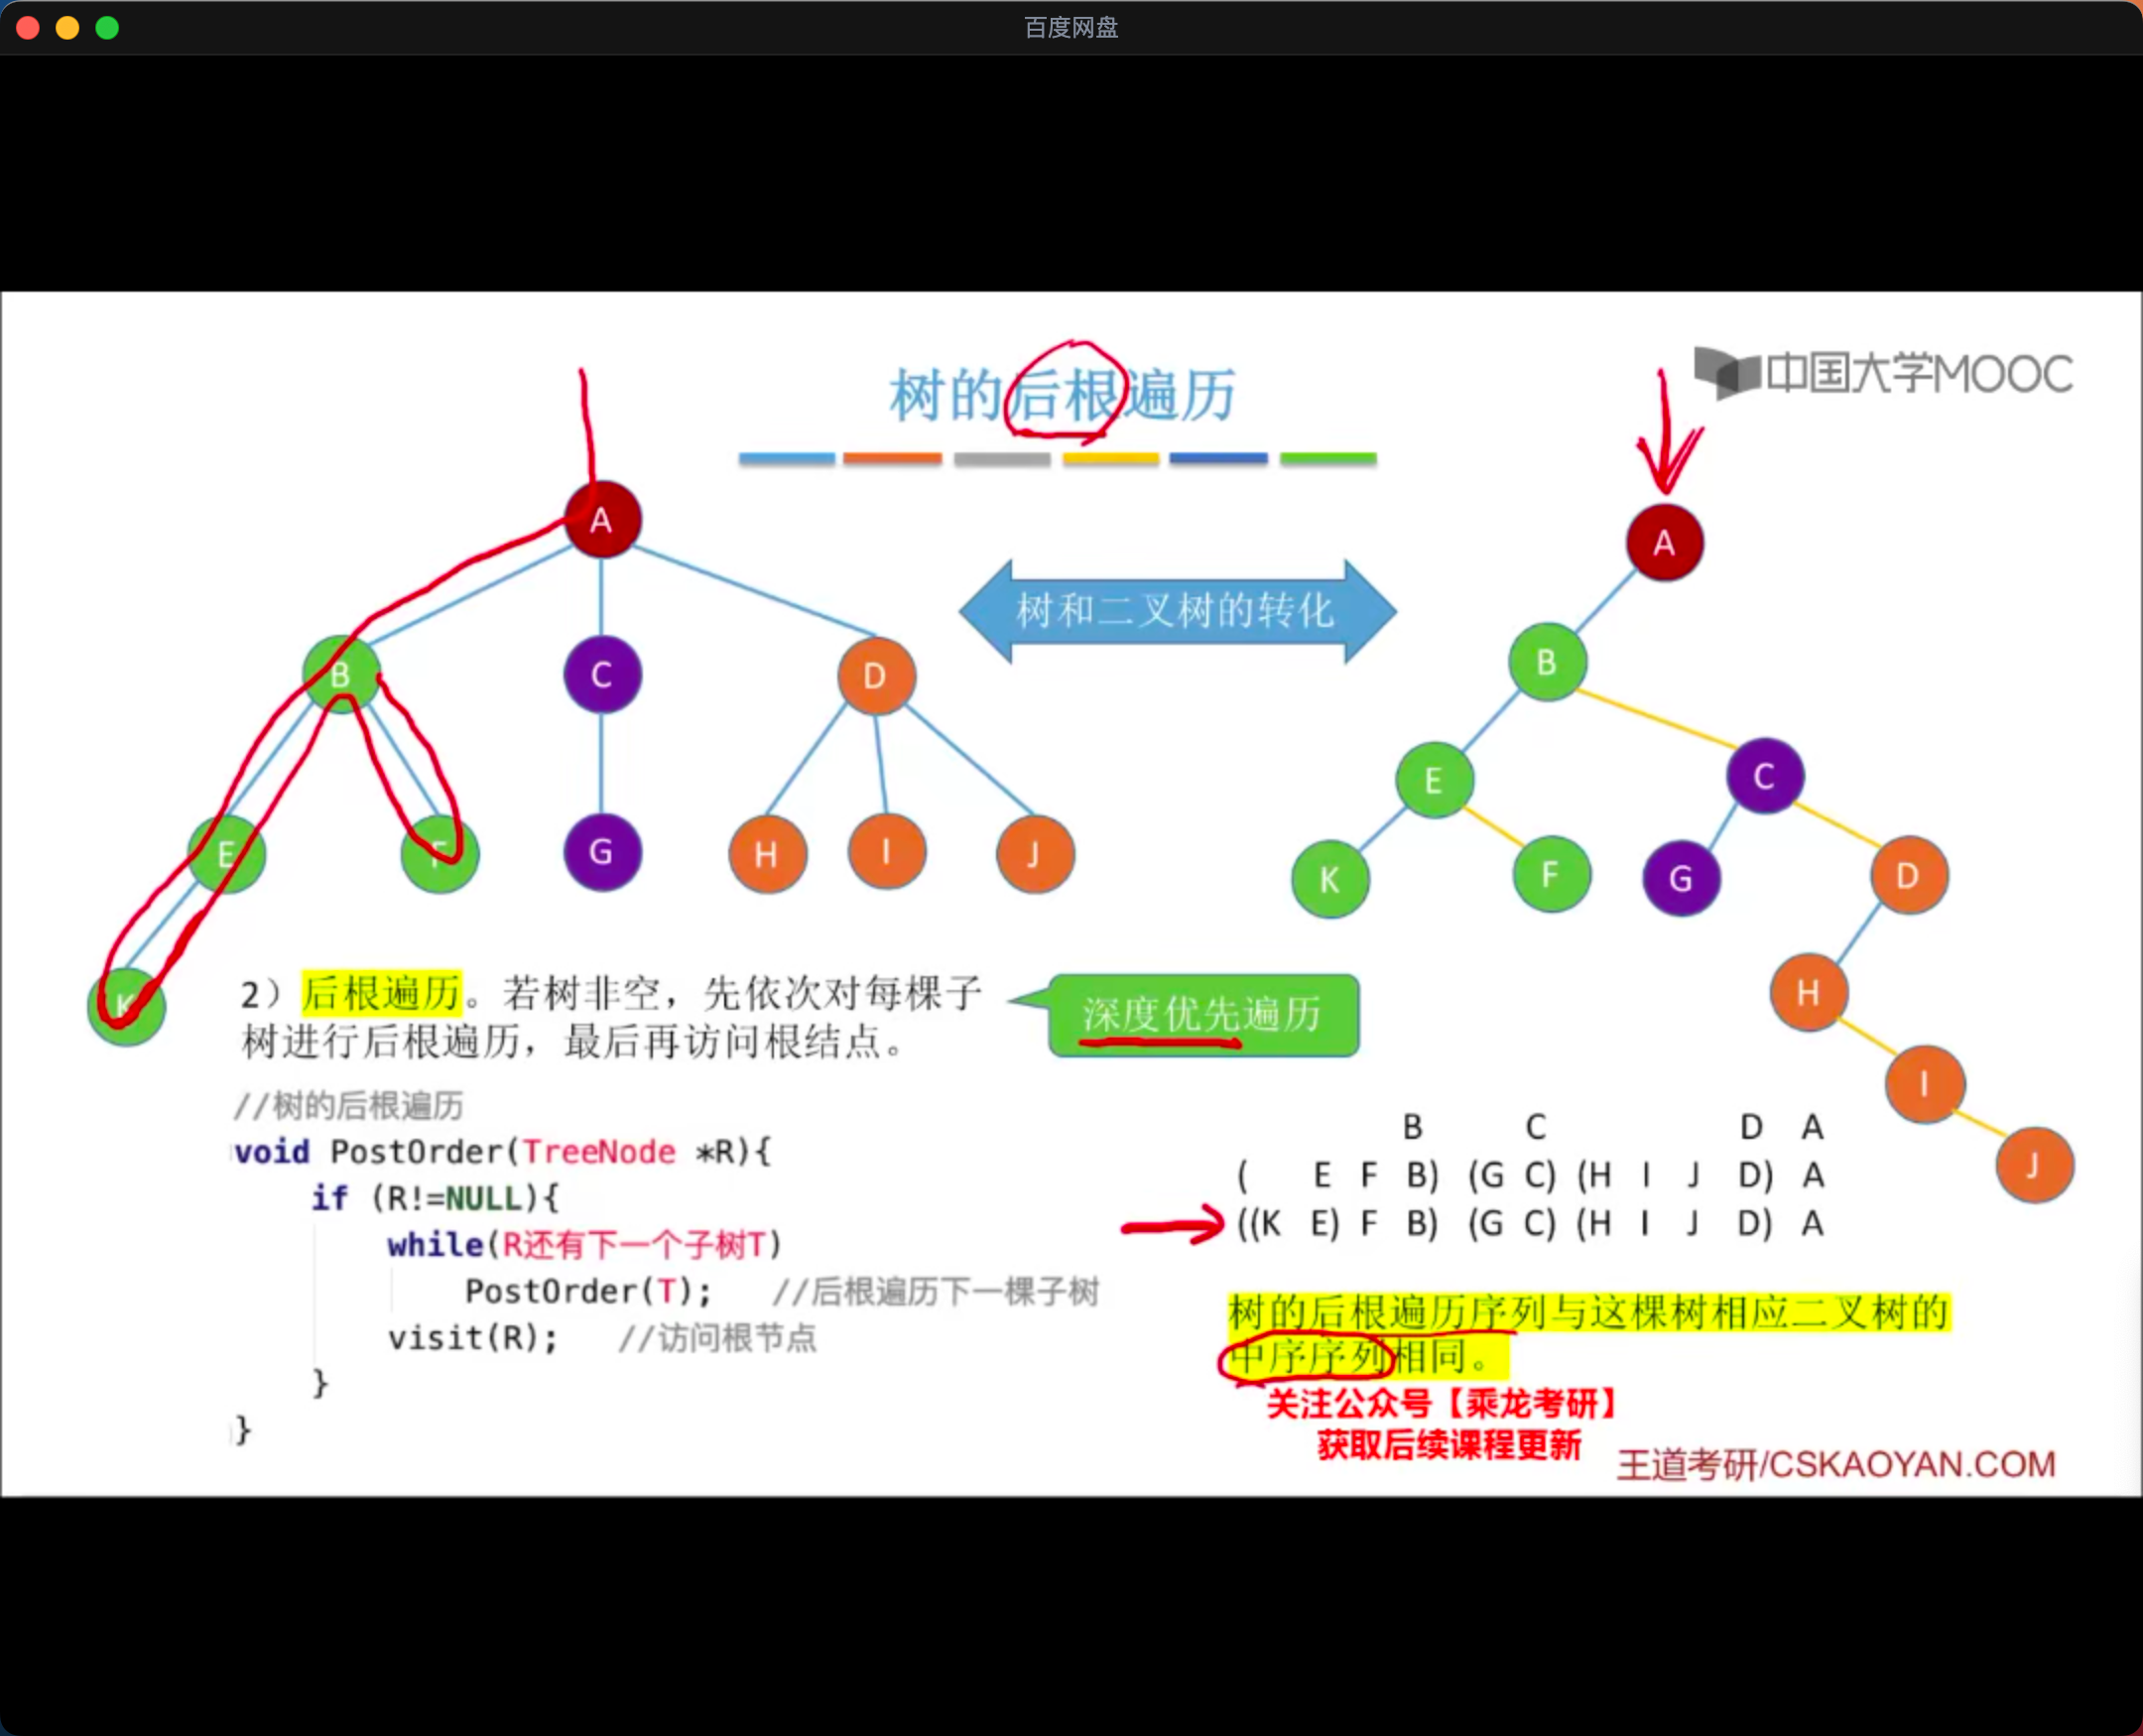 百度网盘
树的后根遍历
中国大学MOOC
A
B
C
D
E
F
G
H
I
J
K
树和二叉树的转化
A
B
E
C
K
F
G
D
H
I
J
2）后根遍历。若树非空，先依次对每棵子
树进行后根遍历，最后再访问根结点。
深度优先遍历
//树的后根遍历
void PostOrder(TreeNode *R){
if (R!=NULL){
while(R还有下一个子树T)
PostOrder(T); //后根遍历下一棵子树
visit(R); //访问根节点
}
}
B C D A
( E F B) (G C) (H I J D) A
((K E) F B) (G C) (H I J D) A
树的后根遍历序列与这棵树相应二叉树的
中序序列相同。
关注公众号【乘龙考研】
获取后续课程更新
王道考研/CSKAOYAN.COM